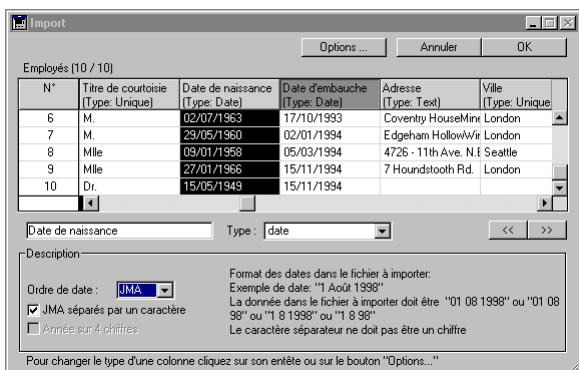 Import
Options ... Annuler OK
Employés (10 / 10)
N° Titre de courtoisie Date de naissance Date d'embauche Adresse Ville
(Type: Unique) (Type: Date) (Type: Date) (Type: Text) (Type: Unique
6 M. 02/07/1963 17/10/1993 Coventry HouseMine London
7 M. 29/05/1960 02/01/1994 Edgeham HollowWin London
8 Mlle 09/01/1958 05/03/1994 4726 - 11th Ave. N.E Seattle
9 Mlle 27/01/1966 15/11/1994 7 Houndstooth Rd. London
10 Dr. 15/05/1949 15/11/1994
Date de naissance Type : date << >>
Description
Ordre de date : JMA
JMA séparés par un caractère
Année sur 4 chiffres
Format des dates dans le fichier à importer:
Exemple de date: "1 Août 1998"
La donnée dans le fichier à importer doit être "01 08 1998" ou "01 08
98" ou "1 8 1998" ou "1 8 98"
Le caractère séparateur ne doit pas être un chiffre
Pour changer le type d'une colonne cliquez sur son entête ou sur le bouton "Options..."